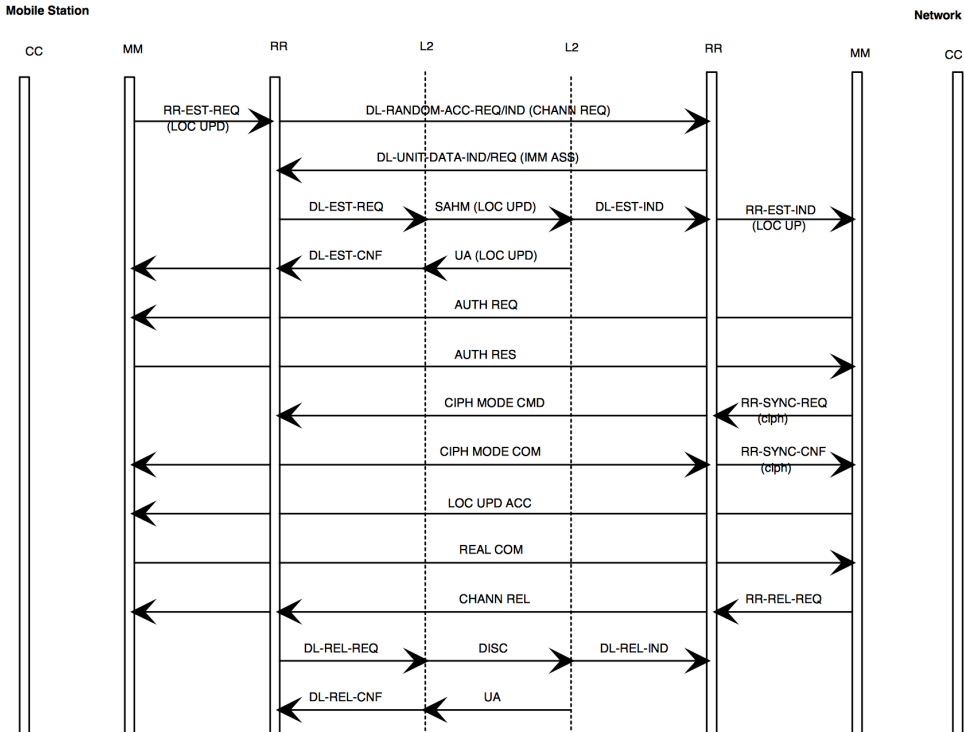 Mobile Station
Network
CC MM RR L2 L2 RR MM CC
RR-EST-REQ DL-RANDOM-ACC-REQ/IND (CHANN REQ)
(LOC UPD)
DL-UNIT-DATA-IND/REQ (IMM ASS)
DL-EST-REQ SAHM (LOC UPD) DL-EST-IND RR-EST-IND
(LOC UP)
DL-EST-CNF UA (LOC UPD)
AUTH REQ
AUTH RES
CIPH MODE CMD RR-SYNC-REQ
(ciph)
CIPH MODE COM RR-SYNC-CNF
(ciph)
LOC UPD ACC
REAL COM
CHANN REL RR-REL-REQ
DL-REL-REQ DISC DL-REL-IND
DL-REL-CNF UA